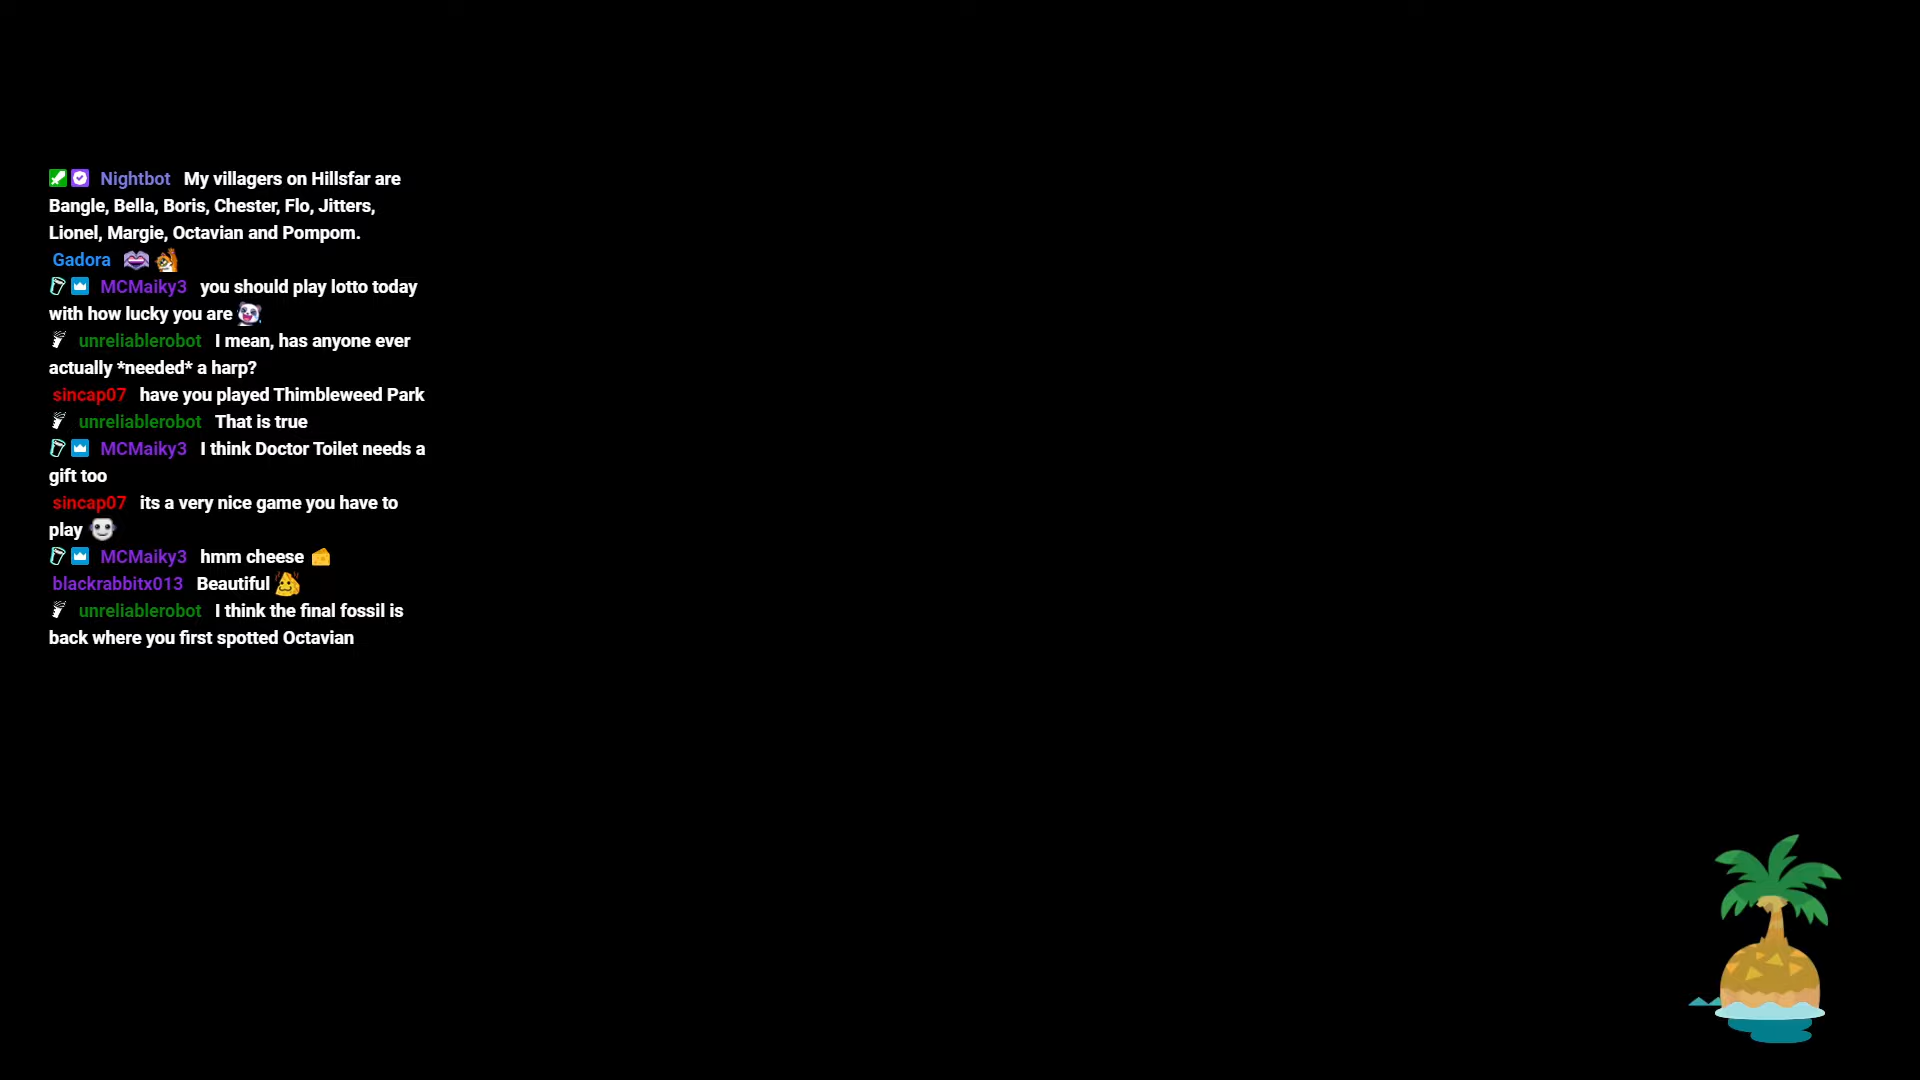 Nightbot My villagers on Hillsfar are
Bangle, Bella, Boris, Chester, Flo, Jitters,
Lionel, Margie, Octavian and Pompom.
Gadora
MCMaiky3 you should play lotto today
with how lucky you are
unreliablerobot I mean, has anyone ever
actually *needed* a harp?
sincap07 have you played Thimbleweed Park
unreliablerobot That is true
MCMaiky3 I think Doctor Toilet needs a
gift too
sincap07 its a very nice game you have to
play
MCMaiky3 hmm cheese
blackrabbitx013 Beautiful
unreliablerobot I think the final fossil is
back where you first spotted Octavian